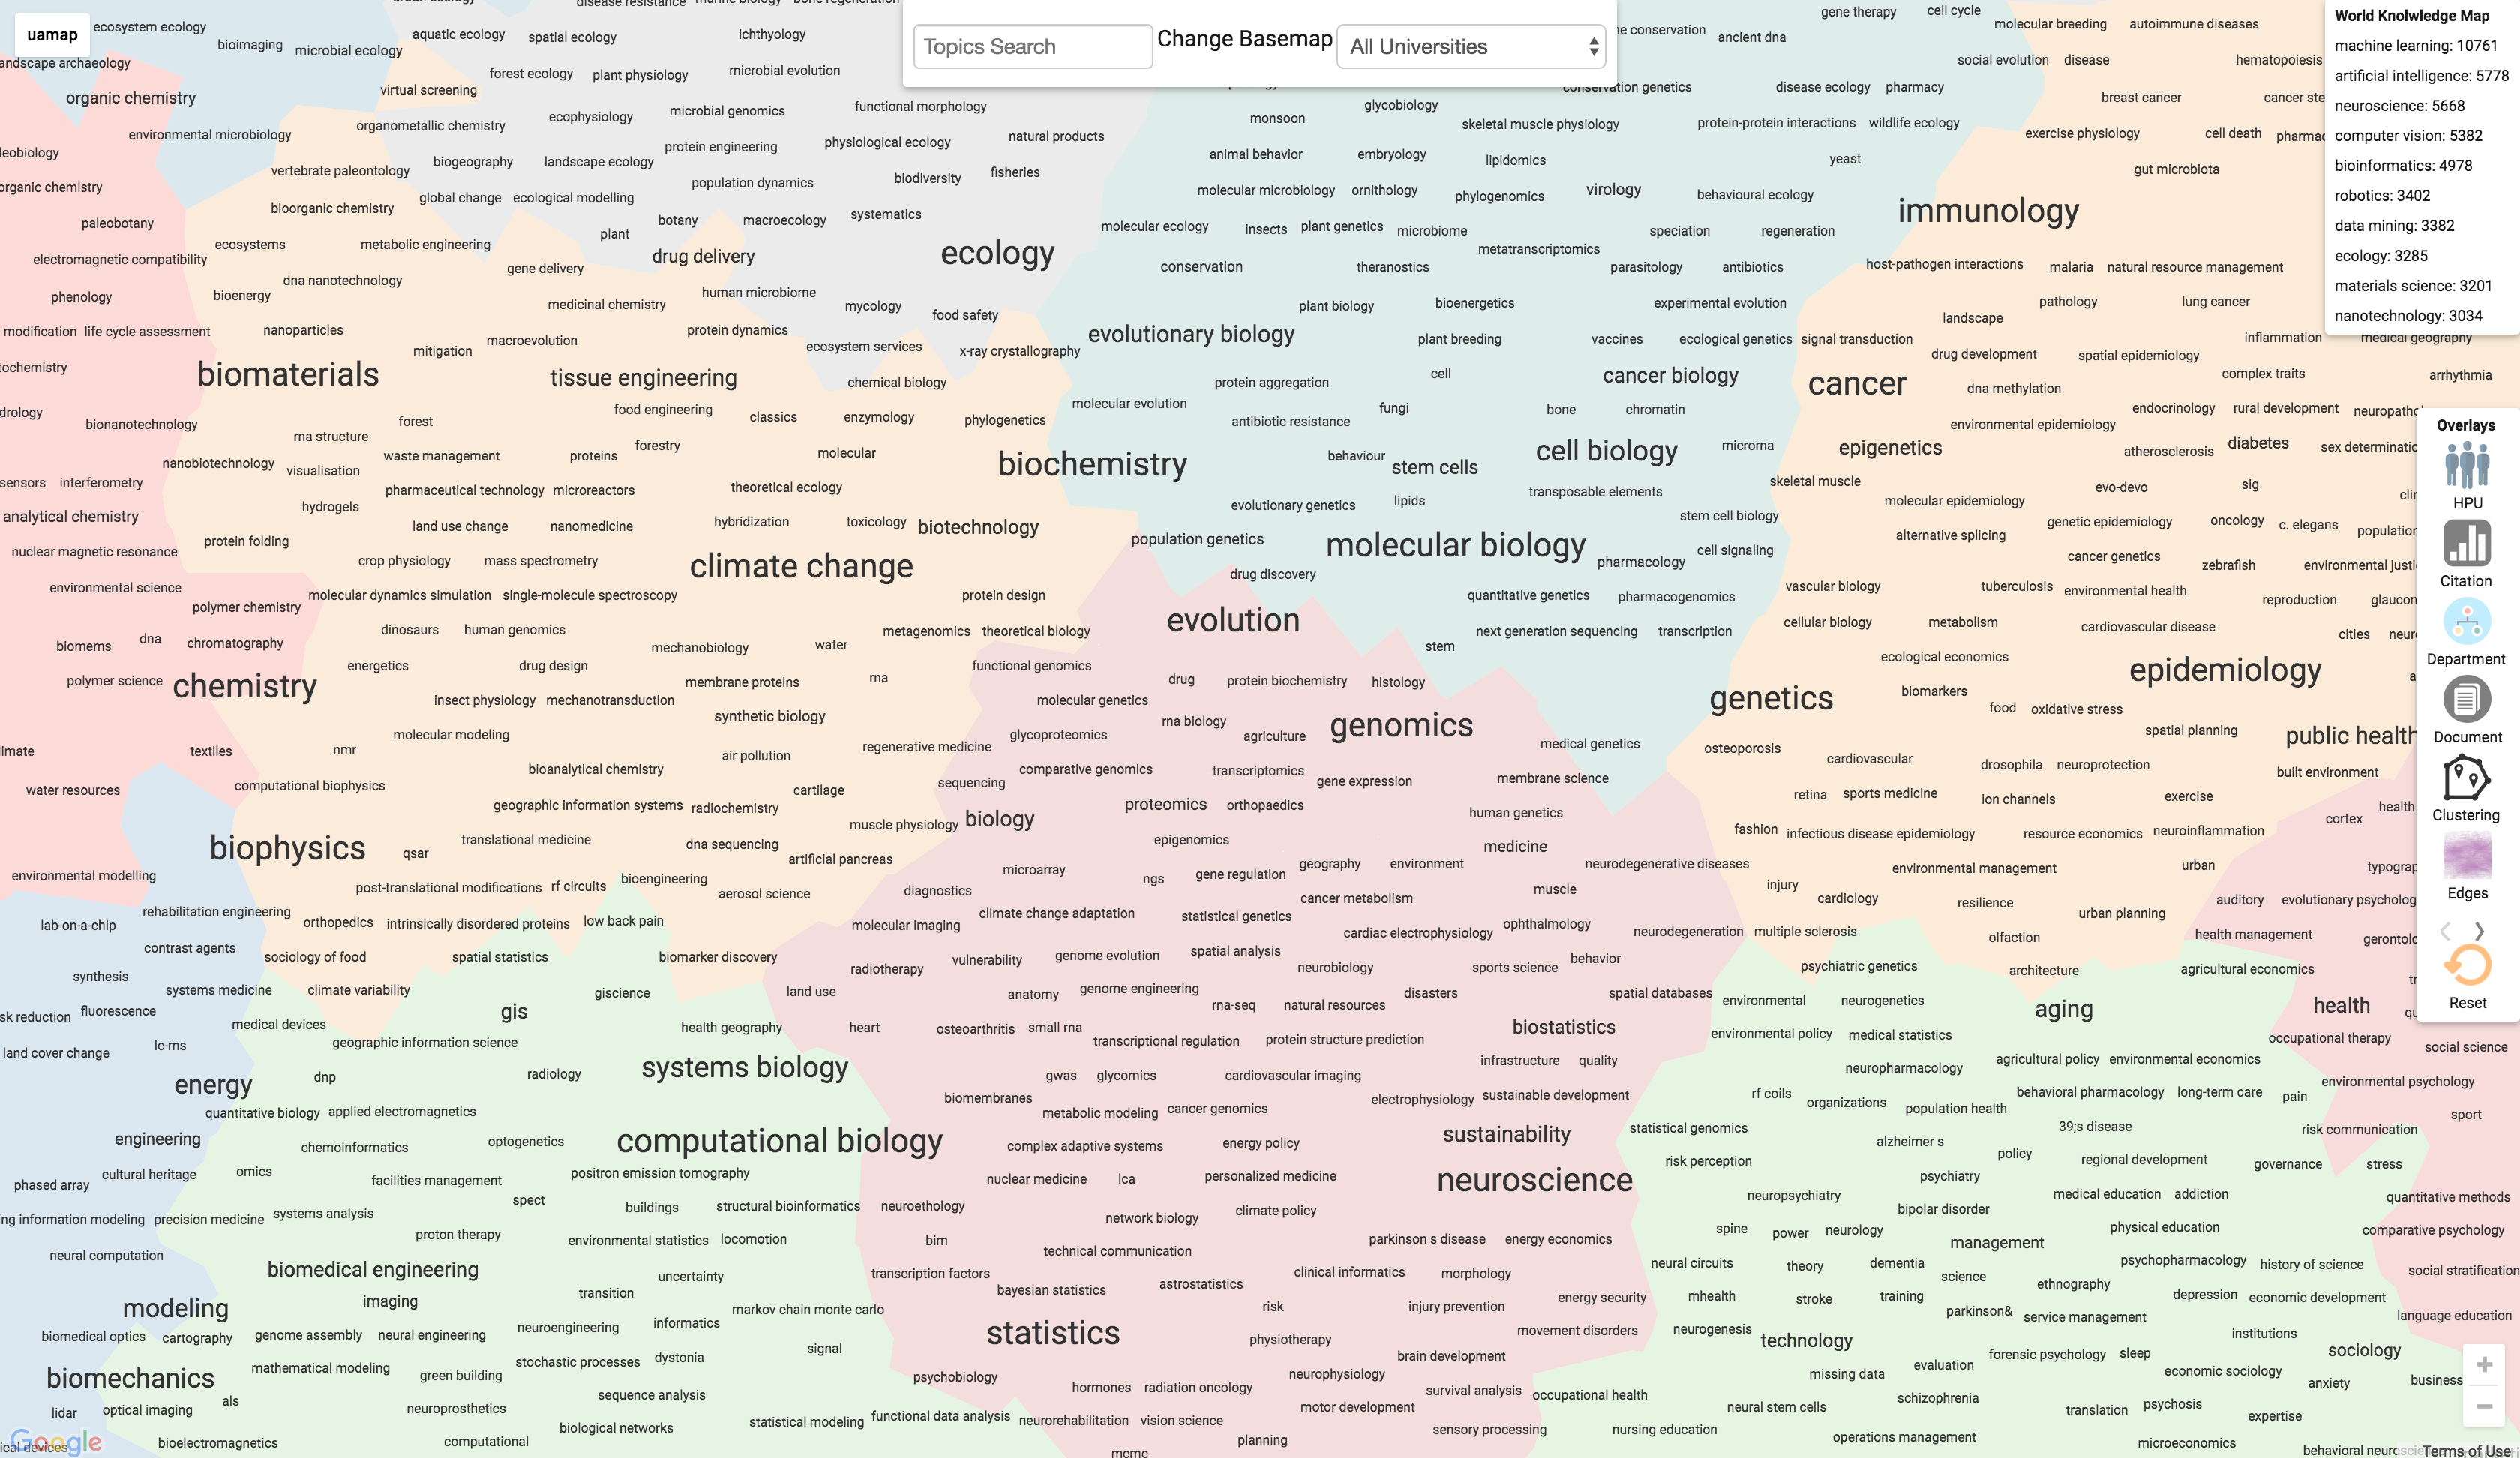 uamap
Topics Search
Change Basemap
All Universities
World Knolwledge Map
machine learning: 10761
artificial intelligence: 5778
neuroscience: 5668
computer vision: 5382
bioinformatics: 4978
robotics: 3402
data mining: 3382
ecology: 3285
materials science: 3201
nanotechnology: 3034
Overlays
HPU
Citation
Department
Document
Clustering
Edges
Reset
ecosystem ecology
bioimaging
microbial ecology
aquatic ecology
spatial ecology
ichthyology
gene therapy
cell cycle
molecular breeding
autoimmune diseases
ancient dna
organic chemistry
virtual screening
forest ecology
plant physiology
microbial evolution
social evolution
disease
hematopoiesis
conservation genetics
disease ecology
pharmacy
breast cancer
environmental microbiology
organometallic chemistry
ecophysiology
microbial genomics
functional morphology
natural products
monsoon
glycobiology
skeletal muscle physiology
protein-protein interactions
wildlife ecology
exercise physiology
cell death
vertebrate paleontology
biogeography
landscape ecology
protein engineering
physiological ecology
animal behavior
embryology
lipidomics
yeast
gut microbiota
bioorganic chemistry
global change
ecological modelling
population dynamics
biodiversity
fisheries
molecular microbiology
ornithology
phylogenomics
virology
behavioural ecology
immunology
paleobotany
ecosystems
metabolic engineering
plant
botany
macroecology
systematics
molecular ecology
insects
plant genetics
microbiome
metatranscriptomics
speciation
regeneration
electromagnetic compatibility
dna nanotechnology
gene delivery
drug delivery
ecology
conservation
theranostics
parasitology
antibiotics
host-pathogen interactions
malaria
natural resource management
phenology
bioenergy
medicinal chemistry
human microbiome
mycology
food safety
plant biology
bioenergetics
experimental evolution
pathology
lung cancer
landscape
modification
life cycle assessment
nanoparticles
mitigation
macroevolution
protein dynamics
ecosystem services
x-ray crystallography
evolutionary biology
plant breeding
vaccines
ecological genetics
signal transduction
drug development
spatial epidemiology
inflammation
medical geography
biomaterials
tissue engineering
chemical biology
protein aggregation
cell
cancer biology
cancer
dna methylation
complex traits
arrhythmia
bionanotechnology
forest
food engineering
classics
enzymology
phylogenetics
molecular evolution
antibiotic resistance
fungi
bone
chromatin
environmental epidemiology
endocrinology
rural development
rna structure
forestry
nanobiotechnology
visualisation
waste management
proteins
molecular
biochemistry
behaviour
stem cells
cell biology
microrna
epigenetics
atherosclerosis
diabetes
sensors
interferometry
pharmaceutical technology
microreactors
theoretical ecology
evolutionary genetics
lipids
transposable elements
skeletal muscle
molecular epidemiology
evo-devo
sig
analytical chemistry
hydrogels
land use change
nanomedicine
hybridization
toxicology
biotechnology
stem cell biology
genetic epidemiology
oncology
c. elegans
nuclear magnetic resonance
protein folding
crop physiology
mass spectrometry
climate change
population genetics
molecular biology
pharmacology
cell signaling
alternative splicing
cancer genetics
zebrafish
environmental science
polymer chemistry
molecular dynamics simulation
single-molecule spectroscopy
protein design
drug discovery
quantitative genetics
pharmacogenomics
vascular biology
tuberculosis
environmental health
reproduction
biomems
dna
chromatography
dinosaurs
human genomics
mechanobiology
water
metagenomics
theoretical biology
evolution
stem
next generation sequencing
transcription
cellular biology
metabolism
cardiovascular disease
cities
polymer science
chemistry
energetics
drug design
membrane proteins
rna
functional genomics
drug
protein biochemistry
histology
ecological economics
epidemiology
insect physiology
mechanotransduction
synthetic biology
molecular genetics
rna biology
genomics
genetics
biomarkers
food
oxidative stress
textiles
nmr
molecular modeling
air pollution
regenerative medicine
glycoproteomics
agriculture
medical genetics
osteoporosis
cardiovascular
spatial planning
public health
water resources
computational biophysics
bioanalytical chemistry
cartilage
sequencing
comparative genomics
transcriptomics
gene expression
membrane science
drosophila
neuroprotection
built environment
geographic information systems
radiochemistry
muscle physiology
biology
proteomics
orthopaedics
human genetics
retina
sports medicine
ion channels
exercise
cortex
health
biophysics
qsar
translational medicine
dna sequencing
artificial pancreas
epigenomics
medicine
fashion
infectious disease epidemiology
resource economics
neuroinflammation
environmental modelling
post-translational modifications
rf circuits
bioengineering
aerosol science
diagnostics
microarray
ngs
gene regulation
geography
environment
neurodegenerative diseases
injury
environmental management
urban
lab-on-a-chip
rehabilitation engineering
orthopedics
intrinsically disordered proteins
low back pain
molecular imaging
climate change adaptation
statistical genetics
cancer metabolism
muscle
cardiology
resilience
urban planning
auditory
contrast agents
sociology of food
spatial statistics
biomarker discovery
radiotherapy
vulnerability
genome evolution
spatial analysis
cardiac electrophysiology
ophthalmology
neurodegeneration
multiple sclerosis
olfaction
health management
synthesis
systems medicine
climate variability
giscience
land use
anatomy
genome engineering
neurobiology
sports science
behavior
psychiatric genetics
architecture
agricultural economics
fluorescence
medical devices
gis
health geography
heart
osteoarthritis
small rna
rna-seq
natural resources
disasters
spatial databases
environmental
neurogenetics
aging
health
land cover change
lc-ms
geographic information science
systems biology
transcriptional regulation
protein structure prediction
biostatistics
environmental policy
medical statistics
occupational therapy
social science
energy
dnp
radiology
gwas
glycomics
cardiovascular imaging
infrastructure
quality
neuropharmacology
agricultural policy
environmental economics
environmental psychology
quantitative biology
applied electromagnetics
biomembranes
metabolic modeling
cancer genomics
electrophysiology
sustainable development
rf coils
organizations
population health
behavioral pharmacology
long-term care
pain
sport
engineering
chemoinformatics
optogenetics
computational biology
complex adaptive systems
energy policy
sustainability
statistical genomics
alzheimer s
39;s disease
risk communication
phased array
cultural heritage
omics
facilities management
positron emission tomography
nuclear medicine
lca
personalized medicine
neuroscience
risk perception
psychiatry
policy
regional development
governance
stress
precision medicine
systems analysis
spect
buildings
structural bioinformatics
neuroethology
network biology
climate policy
neuropsychiatry
bipolar disorder
medical education
addiction
quantitative methods
neural computation
proton therapy
environmental statistics
locomotion
bim
technical communication
parkinson s disease
energy economics
spine
power
neurology
management
physical education
comparative psychology
biomedical engineering
uncertainty
transcription factors
bayesian statistics
astrostatistics
clinical informatics
morphology
neural circuits
theory
dementia
science
psychopharmacology
history of science
social stratification
modeling
imaging
transition
markov chain monte carlo
risk
injury prevention
energy security
mhealth
stroke
training
parkinson&
ethnography
depression
economic development
biomedical optics
cartography
genome assembly
neural engineering
neuroengineering
informatics
statistics
physiotherapy
movement disorders
neurogenesis
technology
service management
institutions
language education
biomechanics
mathematical modeling
green building
stochastic processes
dystonia
signal
psychobiology
neurophysiology
brain development
missing data
evaluation
forensic psychology
sleep
economic sociology
sociology
lidar
optical imaging
als
neuroprosthetics
sequence analysis
hormones
radiation oncology
survival analysis
occupational health
schizophrenia
anxiety
business
bioelectromagnetics
computational
biological networks
statistical modeling
functional data analysis
neurorehabilitation
vision science
motor development
sensory processing
nursing education
neural stem cells
operations management
translation
psychosis
expertise
mcmc
planning
microeconomics
Google
Terms of Use